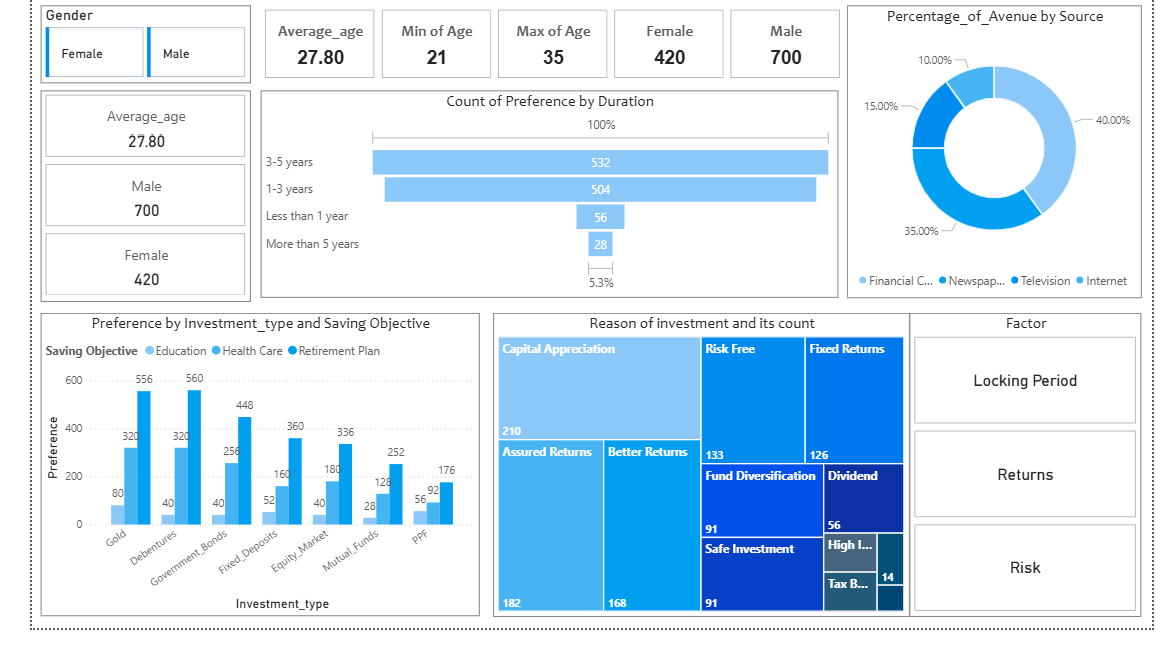 Gender
Female
Male
Average_age
27.80
Min of Age
21
Max of Age
35
Female
420
Male
700
Average_age
27.80
Male
700
Female
420
Count of Preference by Duration
100%
3-5 years
532
1-3 years
504
Less than 1 year
56
More than 5 years
28
5.3%
Percentage_of_Avenue by Source
10.00%
15.00%
40.00%
35.00%
Financial C...
Newspap...
Television
Internet
Preference by Investment_type and Saving Objective
Saving Objective
Education
Health Care
Retirement Plan
Preference
600
400
200
0
80
320
556
40
320
560
40
256
448
52
160
360
40
180
336
28
128
252
56
92
176
Gold
Debentures
Government_Bonds
Fixed_Deposits
Equity_Market
Mutual_Funds
PPF
Investment_type
Reason of investment and its count
Capital Appreciation
210
Assured Returns
182
Better Returns
168
Risk Free
133
Fixed Returns
126
Fund Diversification
91
Safe Investment
91
Dividend
56
High I...
Tax B...
14
Factor
Locking Period
Returns
Risk